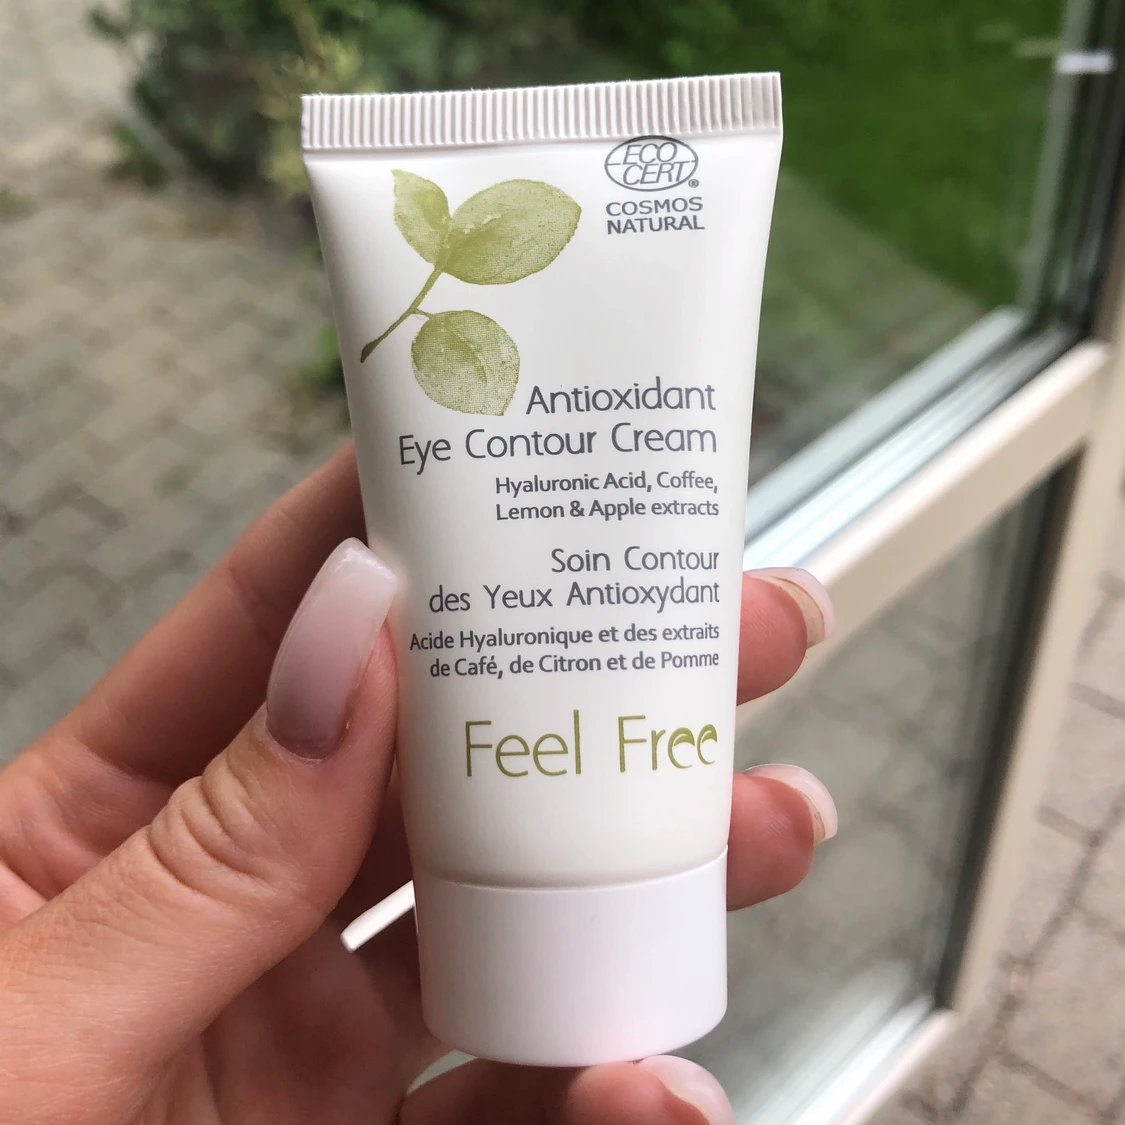 ECO
CERT®
COSMOS
NATURAL
Antioxidant
Eye Contour Cream
Hyaluronic Acid, Coffee,
Lemon & Apple extracts
Soin Contour
des Yeux Antioxydant
Acide Hyaluronique et des extraits
de Café, de Citron et de Pomme
Feel Free